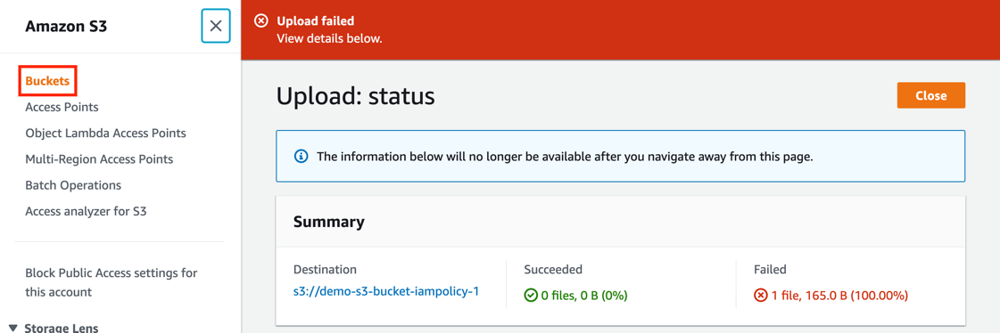 Amazon S3
Buckets
Access Points
Object Lambda Access Points
Multi-Region Access Points
Batch Operations
Access analyzer for S3
Block Public Access settings for
this account
Storage Lens
Upload failed
View details below.
Upload: status
Close
The information below will no longer be available after you navigate away from this page.
Summary
Destination
s3://demo-s3-bucket-iampolicy-1
Succeeded
0 files, 0 B (0%)
Failed
1 file, 165.0 B (100.00%)